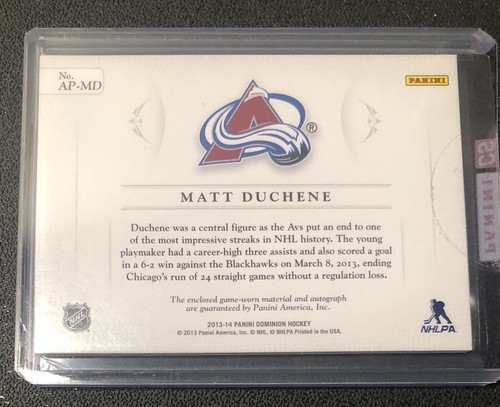 No.
AP-MD
PANINI
A
®
MATT DUCHENE
Duchene was a central figure as the Avs put an end to one
of the most impressive streaks in NHL history. The young
playmaker had a career-high three assists and also scored a goal
in a 6-2 win against the Blackhawks on March 8, 2013, ending
Chicago's run of 24 straight games without a regulation loss.
The enclosed game-worn material and autograph
are guaranteed by Panini America, Inc.
2013-14 PANINI DOMINION HOCKEY
© 2013 Panini America, Inc. © NHL, © NHLPA Printed in the USA.
NHL
NHLPA
PANINI